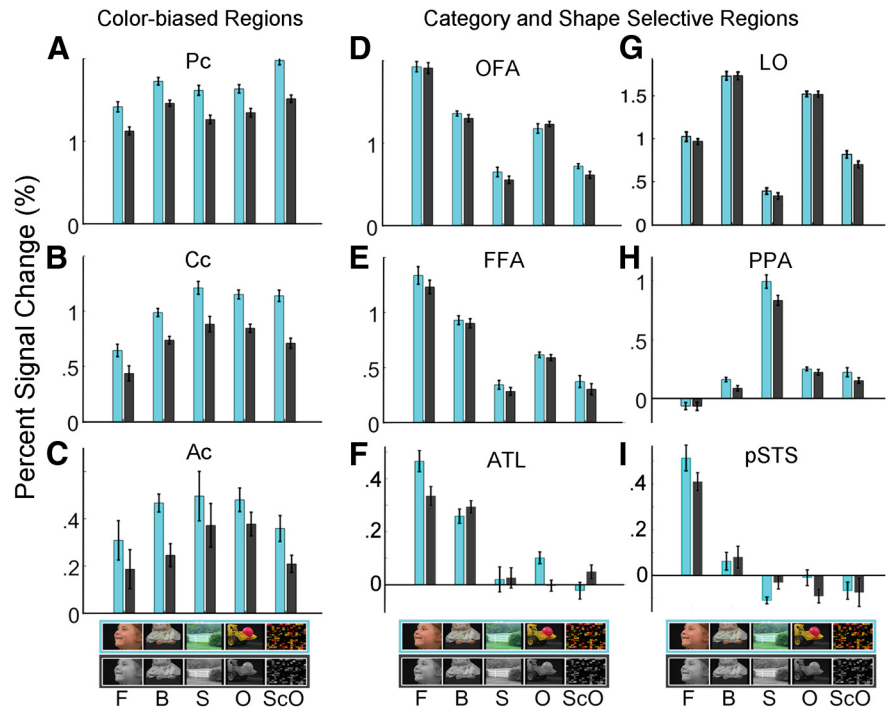 Color-biased Regions
Category and Shape Selective Regions
Percent Signal Change (%)
A
Pc
1
0
B
Cc
1
.5
0
C
Ac
.4
.2
0
F B S O ScO
D
OFA
1
0
E
FFA
1
.5
0
F
ATL
.4
.2
0
F B S O ScO
G
LO
1.5
1
.5
0
H
PPA
1
0
I
pSTS
.4
.2
0
F B S O ScO